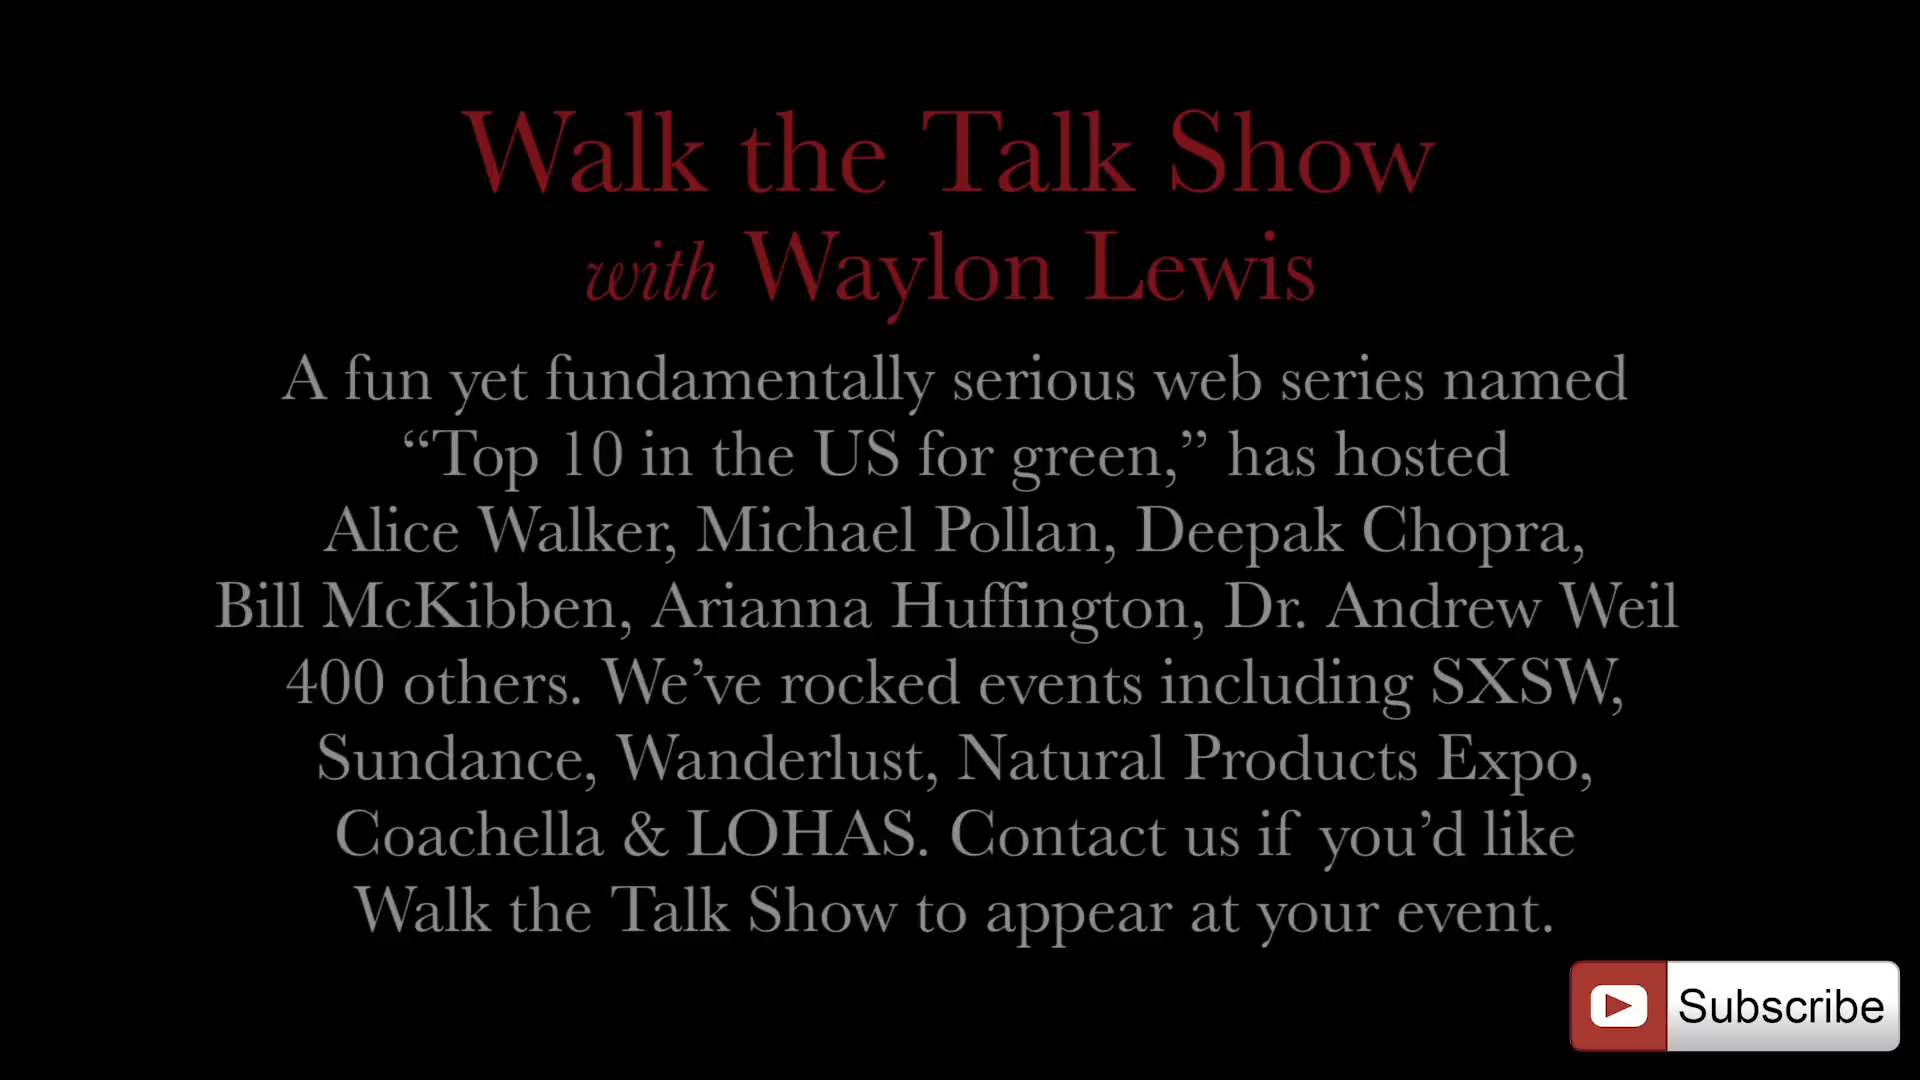 Walk the Talk Show
with Waylon Lewis
A fun yet fundamentally serious web series named
“Top 10 in the US for green,” has hosted
Alice Walker, Michael Pollan, Deepak Chopra,
Bill McKibben, Arianna Huffington, Dr. Andrew Weil
400 others. We’ve rocked events including SXSW,
Sundance, Wanderlust, Natural Products Expo,
Coachella & LOHAS. Contact us if you’d like
Walk the Talk Show to appear at your event.
Subscribe